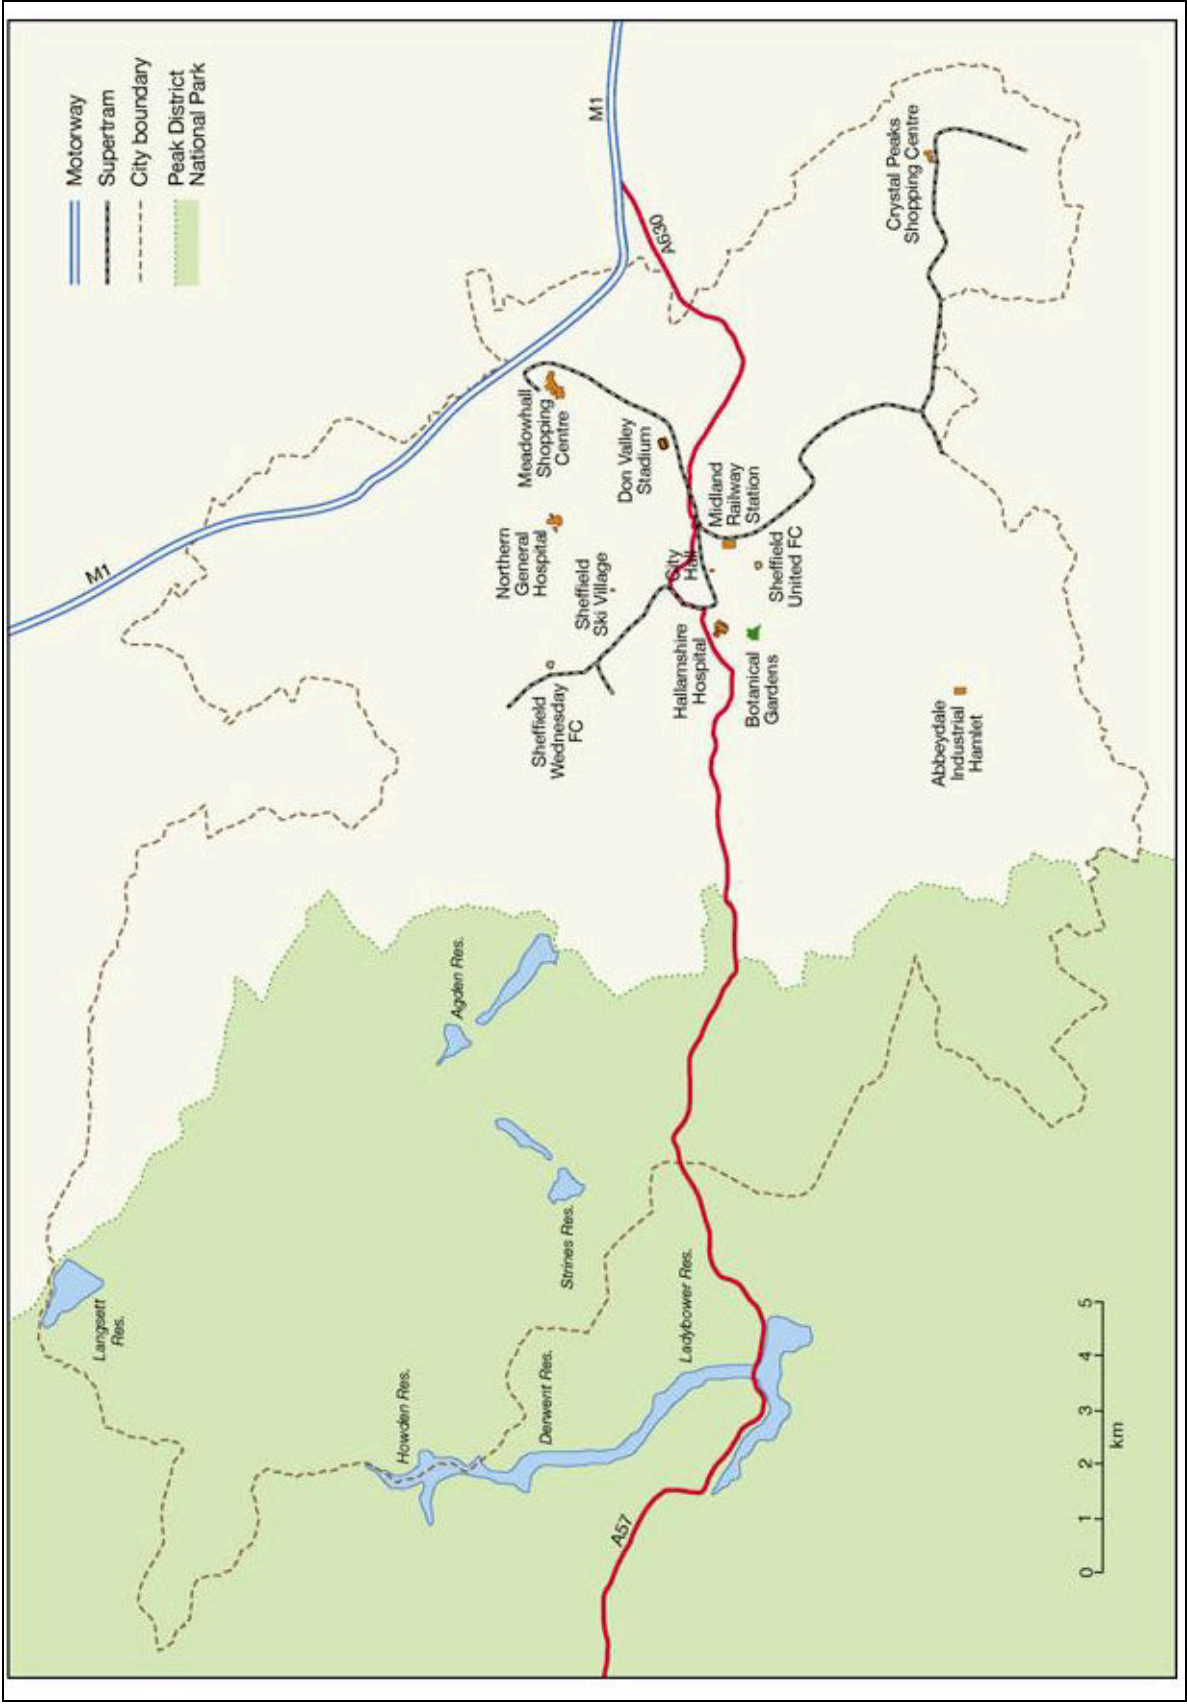 Motorway
Supertram
City boundary
Peak District
National Park
M1
M1
A630
Crystal Peaks
Shopping Centre
Meadowhall
Shopping
Centre
Don Valley
Stadium
Midland
Railway
Station
Northern
General
Hospital
Sheffield
Ski Village
City
Hall
Sheffield
United FC
Sheffield
Wednesday
FC
Hallamshire
Hospital
Botanical
Gardens
Abbeydale
Industrial
Hamlet
Agden Res.
Strines Res.
Langsett
Res.
Howden Res.
Derwent Res.
Ladybower Res.
A57
0 1 2 3 4 5
km